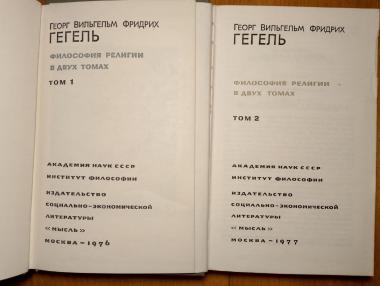 ГЕОРГ ВИЛЬГЕЛЬМ ФРИДРИХ
ГЕГЕЛЬ
ФИЛОСОФИЯ РЕЛИГИИ
В ДВУХ ТОМАХ
ТОМ 1
АКАДЕМИЯ НАУК СССР
ИНСТИТУТ ФИЛОСОФИИ
ИЗДАТЕЛЬСТВО
СОЦИАЛЬНО-ЭКОНОМИЧЕСКОЙ
ЛИТЕРАТУРЫ
«МЫСЛЬ»
МОСКВА – 1976
ГЕОРГ ВИЛЬГЕЛЬМ ФРИДРИХ
ГЕГЕЛЬ
ФИЛОСОФИЯ РЕЛИГИИ
В ДВУХ ТОМАХ
ТОМ 2
АКАДЕМИЯ НАУК СССР
ИНСТИТУТ ФИЛОСОФИИ
ИЗДАТЕЛЬСТВО
СОЦИАЛЬНО-ЭКОНОМИЧЕСКОЙ
ЛИТЕРАТУРЫ
«МЫСЛЬ»
МОСКВА – 1977